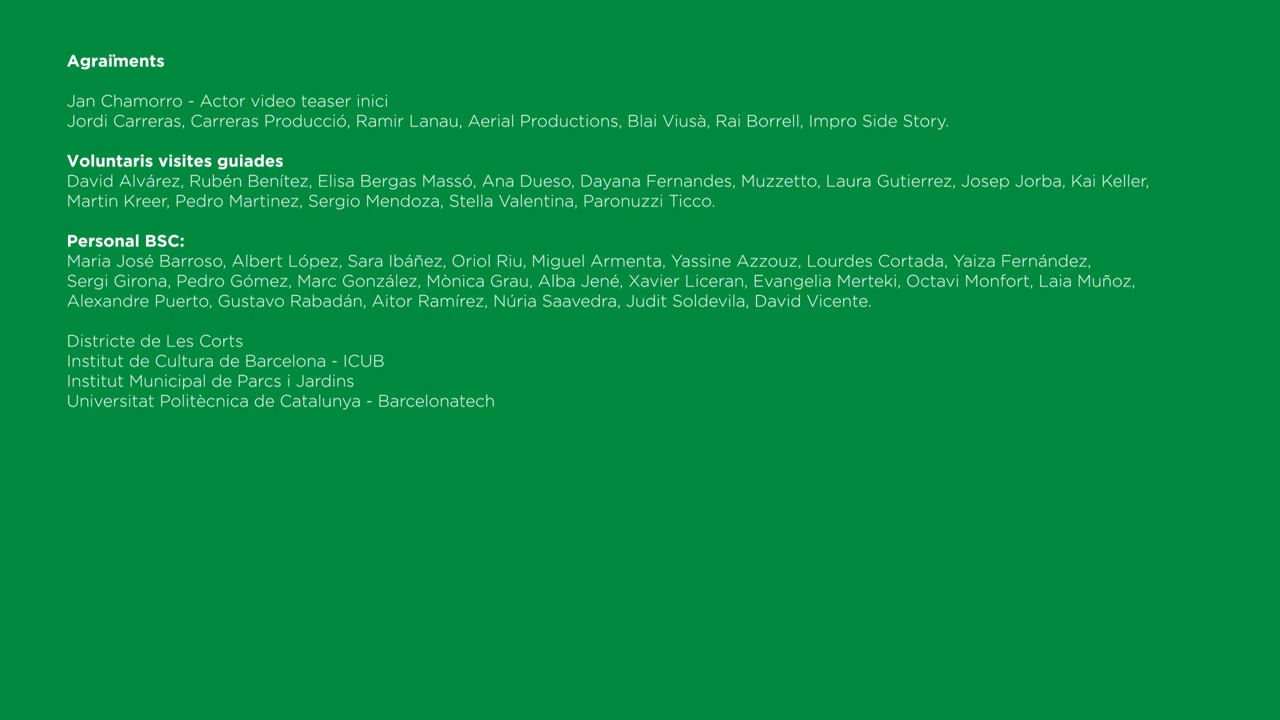 Agraïments
Jan Chamorro - Actor video teaser inici
Jordi Carreras, Carreras Producció, Ramir Lanau, Aerial Productions, Blai Viusà, Rai Borrell, Impro Side Story.
Voluntaris visites guiades
David Alvárez, Rubén Benítez, Elisa Bergas Massó, Ana Dueso, Dayana Fernandes, Muzzetto, Laura Gutierrez, Josep Jorba, Kai Keller,
Martin Kreer, Pedro Martinez, Sergio Mendoza, Stella Valentina, Paronuzzi Ticco.
Personal BSC:
Maria José Barroso, Albert López, Sara Ibáñez, Oriol Riu, Miguel Armenta, Yassine Azzouz, Lourdes Cortada, Yaiza Fernández,
Sergi Girona, Pedro Gómez, Marc González, Mònica Grau, Alba Jené, Xavier Liceran, Evangelia Merteki, Octavi Monfort, Laia Muñoz,
Alexandre Puerto, Gustavo Rabadán, Aitor Ramírez, Núria Saavedra, Judit Soldevila, David Vicente.
Districte de Les Corts
Institut de Cultura de Barcelona - ICUB
Institut Municipal de Parcs i Jardins
Universitat Politècnica de Catalunya - Barcelonatech